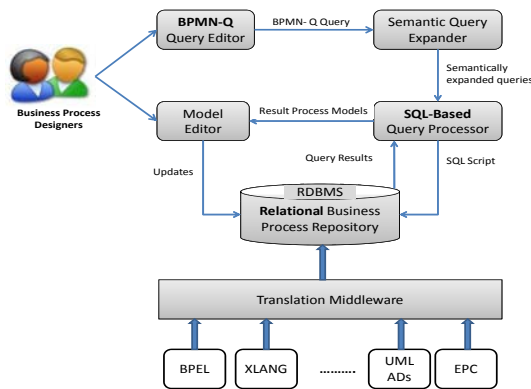 BPMN-Q
Query Editor
BPMN- Q Query
Semantic Query
Expander
Business Process
Designers
Semantically
expanded queries
Model
Editor
Result Process Models
SQL-Based
Query Processor
Updates
Query Results
SQL Script
RDBMS
Relational Business
Process Repository
Translation Middleware
BPEL
XLANG
..........
UML
ADs
EPC